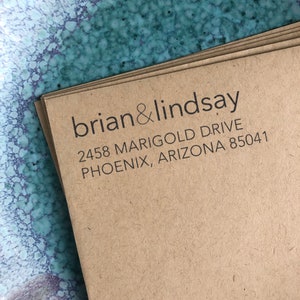 brian&lindsay
2458 MARIGOLD DRIVE
PHOENIX, ARIZONA 85041